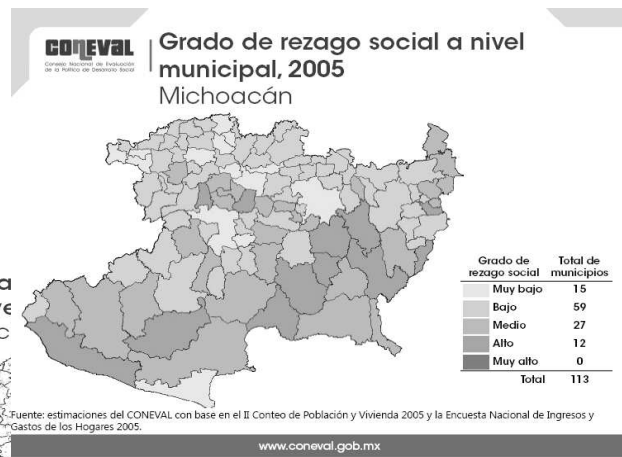 CONEVAL
Consejo Nacional de Evaluación
de la Política de Desarrollo Social
Grado de rezago social a nivel
municipal, 2005
Michoacán
Grado de rezago social Total de municipios
Muy bajo 15
Bajo 59
Medio 27
Alto 12
Muy alto 0
Total 113
Fuente: estimaciones del CONEVAL con base en el II Conteo de Población y Vivienda 2005 y la Encuesta Nacional de Ingresos y
Gastos de los Hogares 2005.
www.coneval.gob.mx